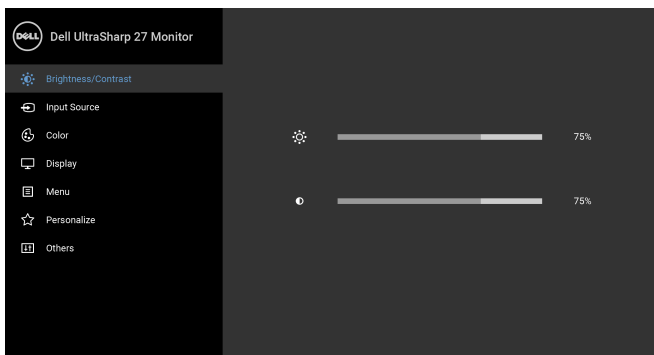 DELL
Dell UltraSharp 27 Monitor
Brightness/Contrast
Input Source
Color
75%
Display
Menu
75%
Personalize
Others